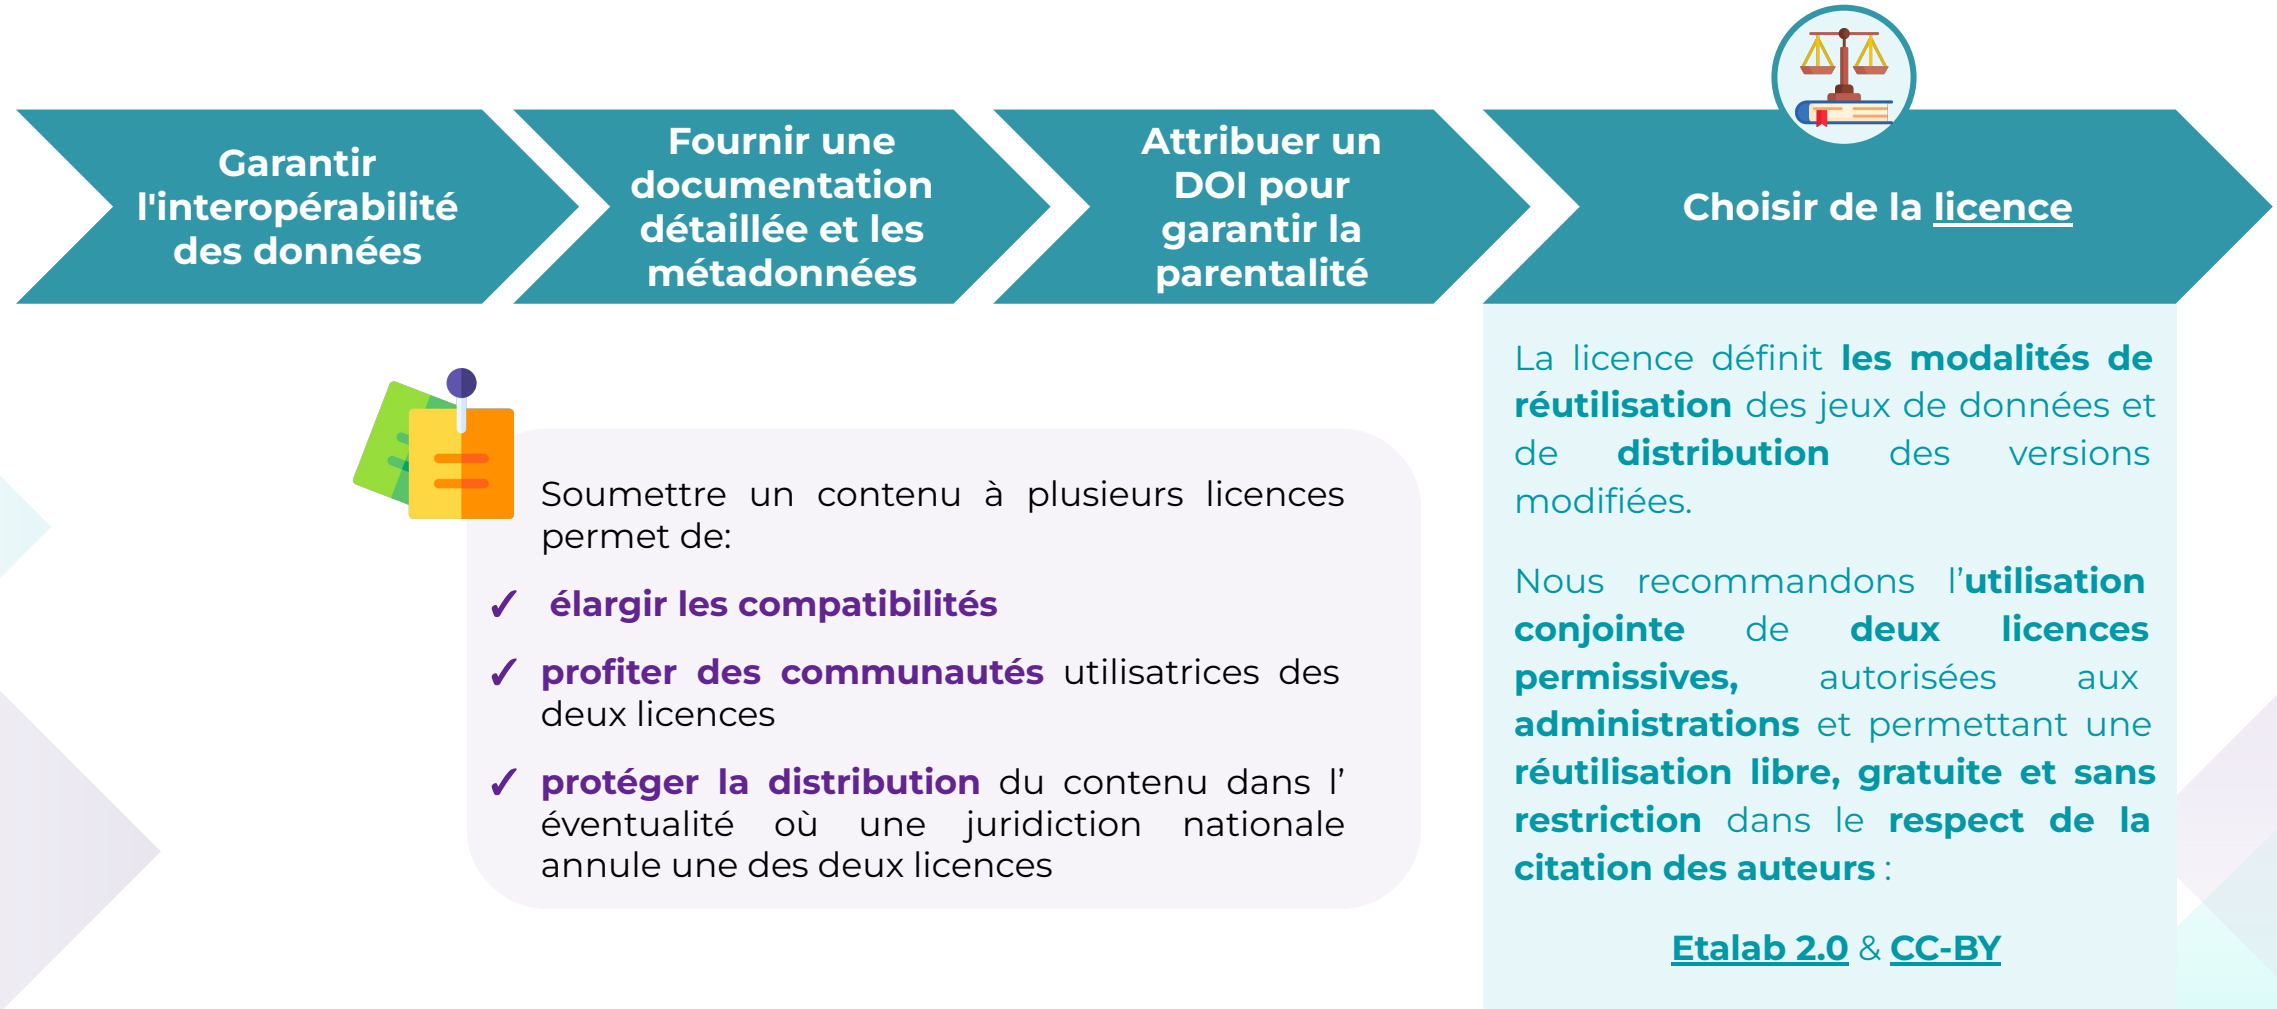 Garantir
l'interopérabilité
des données
Fournir une
documentation
détaillée et les
métadonnées
Attribuer un
DOI pour
garantir la
parentalité
Choisir de la licence
Soumettre un contenu à plusieurs licences
permet de:
✓ élargir les compatibilités
✓ profiter des communautés utilisatrices des
deux licences
✓ protéger la distribution du contenu dans l’
éventualité où une juridiction nationale
annule une des deux licences
La licence définit les modalités de
réutilisation des jeux de données et
de distribution des versions
modifiées.
Nous recommandons l’utilisation
conjointe de deux licences
permissives, autorisées aux
administrations et permettant une
réutilisation libre, gratuite et sans
restriction dans le respect de la
citation des auteurs :
Etalab 2.0 & CC-BY